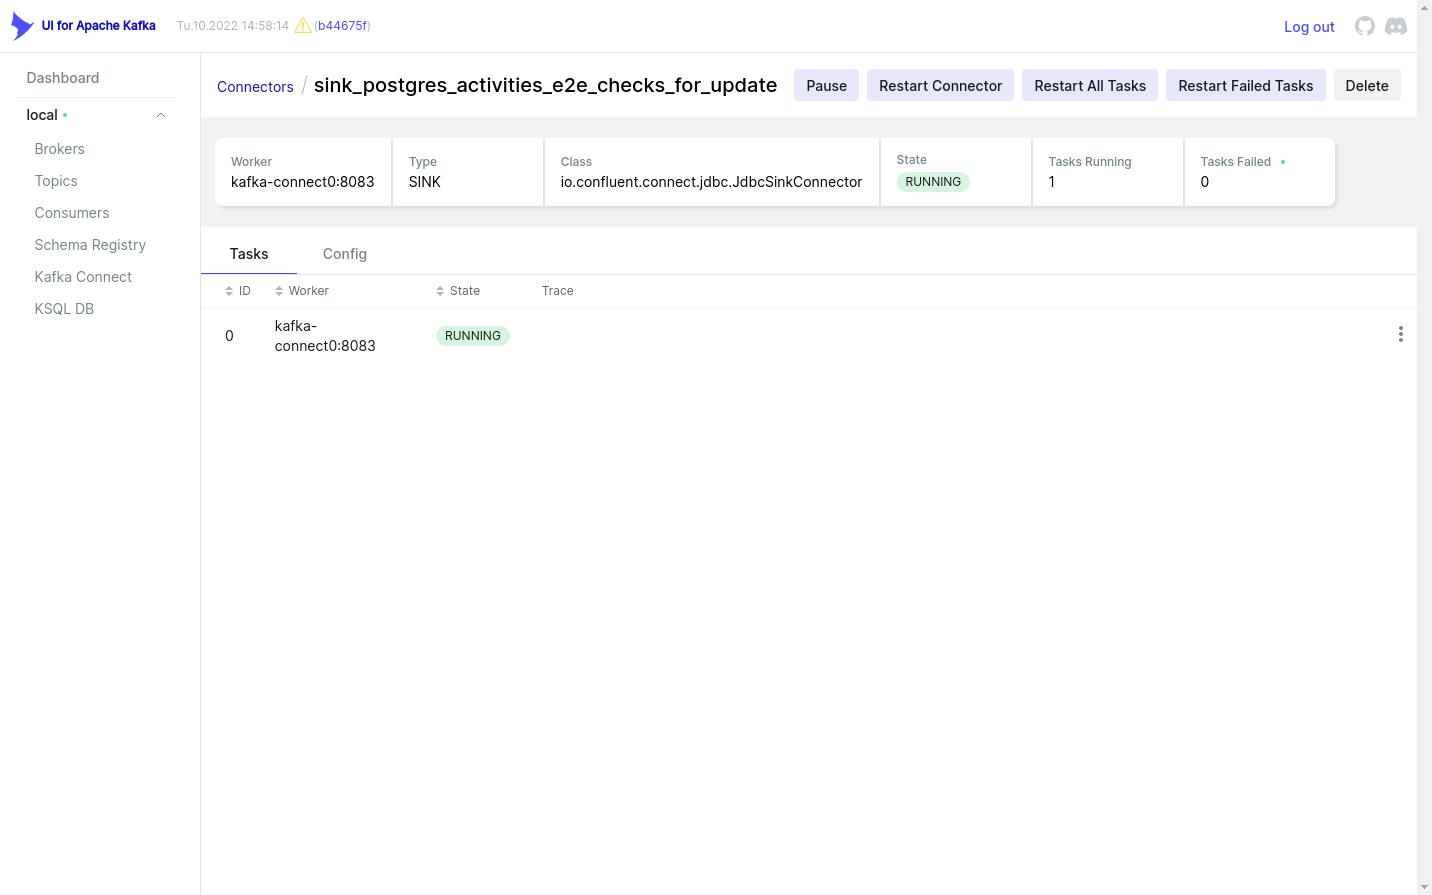 UI for Apache Kafka Tu.10.2022 14:58:14 (b44675f) Log out
Dashboard
local
Brokers
Topics
Consumers
Schema Registry
Kafka Connect
KSQL DB
Connectors / sink_postgres_activities_e2e_checks_for_update Pause Restart Connector Restart All Tasks Restart Failed Tasks Delete
Worker Type Class State Tasks Running Tasks Failed
kafka-connect0:8083 SINK io.confluent.connect.jdbc.JdbcSinkConnector RUNNING 1 0
Tasks Config
ID Worker State Trace
0 kafka-
connect0:8083 RUNNING